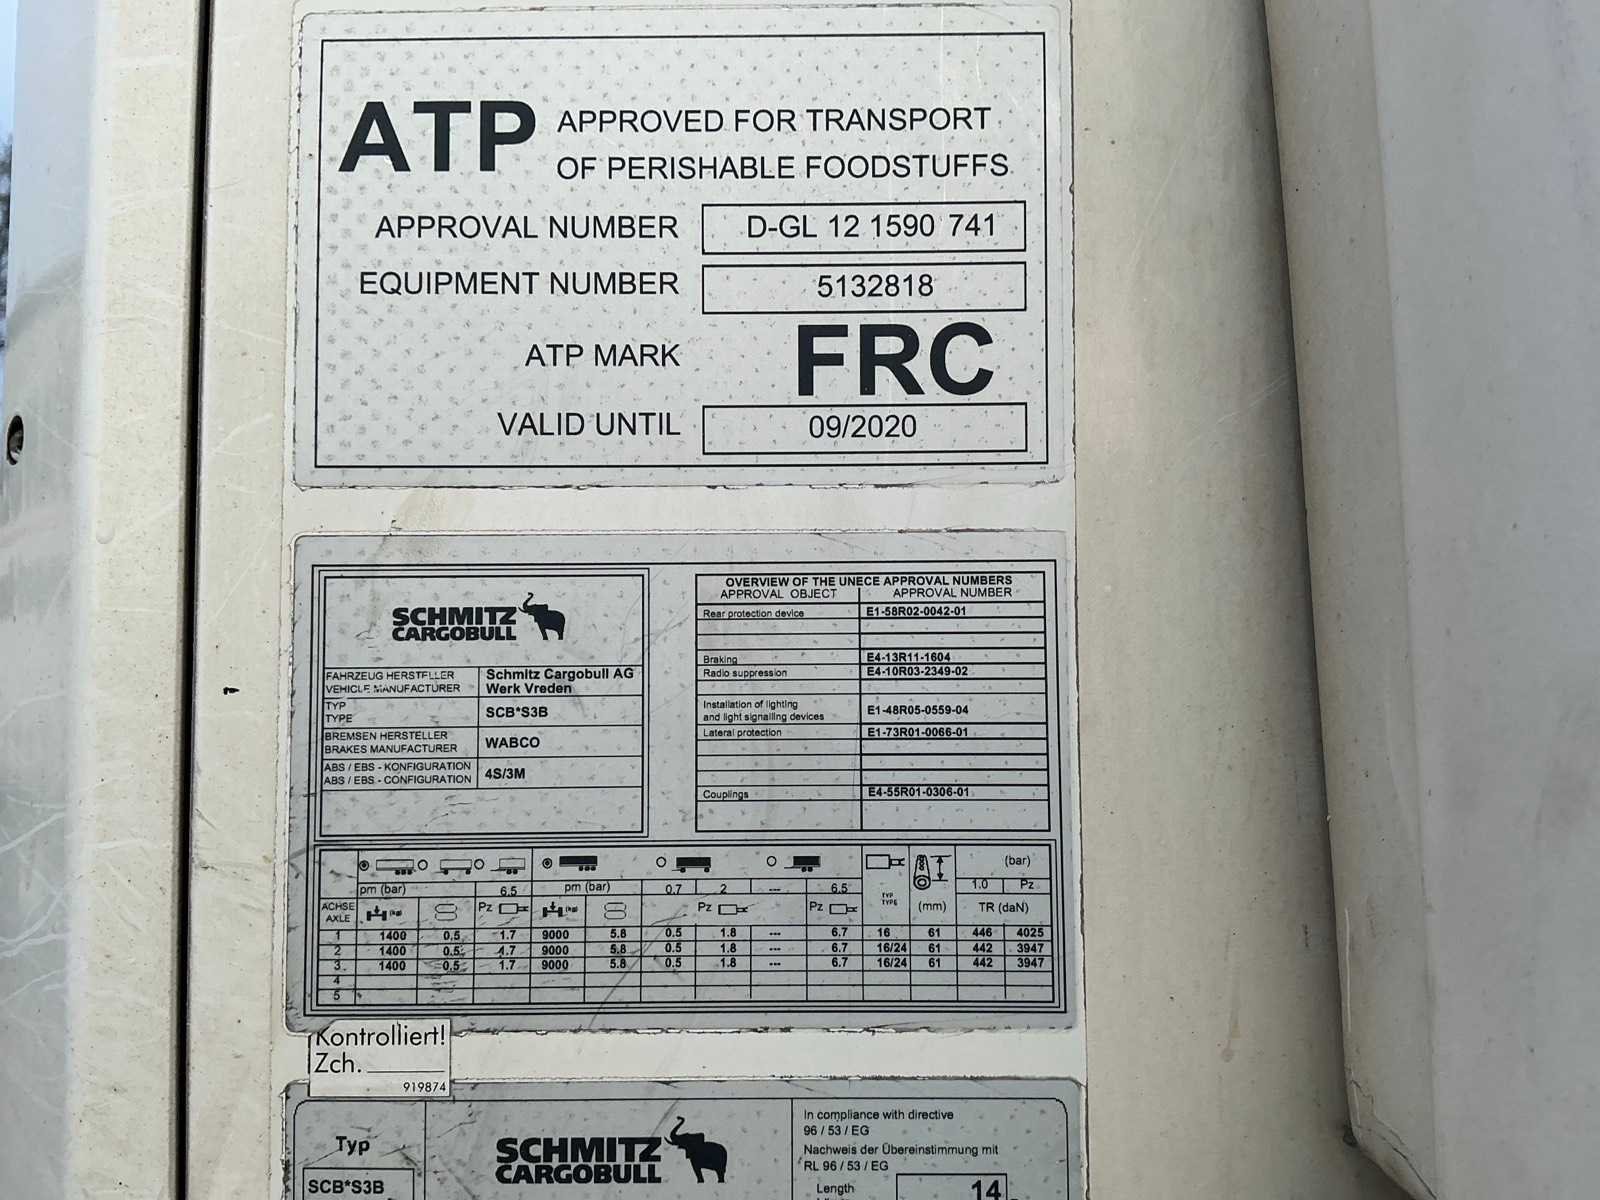 ATP APPROVED FOR TRANSPORT
OF PERISHABLE FOODSTUFFS
APPROVAL NUMBER D-GL 12 1590 741
EQUIPMENT NUMBER 5132818
ATP MARK FRC
VALID UNTIL 09/2020
SCHMITZ
CARGOBULL
FAHRZEUG HERSTELLER Schmitz Cargobull AG
VEHICLE MANUFACTURER Werk Vreden
TYP
TYPE SCB*S3B
BREMSEN HERSTELLER
BRAKES MANUFACTURER WABCO
ABS / EBS - KONFIGURATION
ABS / EBS - CONFIGURATION 4S/3M
OVERVIEW OF THE UNECE APPROVAL NUMBERS
APPROVAL OBJECT APPROVAL NUMBER
Rear protection device E1-58R02-0042-01
Braking E4-13R11-1604
Radio suppression E4-10R03-2349-02
Installation of lighting
and light signalling devices E1-48R05-0559-04
Lateral protection E1-73R01-0066-01
Couplings E4-55R01-0306-01
(bar)
pm (bar) 6.5 pm (bar) 0.7 2 --- 6.5 TYP TYPE 1.0 Pz
ACHSE
AXLE (kg) Pz (kg) Pz Pz (mm) TR (daN)
1 1400 0.5 1.7 9000 5.8 0.5 1.8 --- 6.7 16 61 446 4025
2 1400 0.5 1.7 9000 5.8 0.5 1.8 --- 6.7 16/24 61 442 3947
3 1400 0.5 1.7 9000 5.8 0.5 1.8 --- 6.7 16/24 61 442 3947
4
5
Kontrolliert!
Zch.
919874
Typ
SCB*S3B
SCHMITZ
CARGOBULL
In compliance with directive
96 / 53 / EG
Nachweis der Übereinstimmung mit
RL 96 / 53 / EG
Length 14